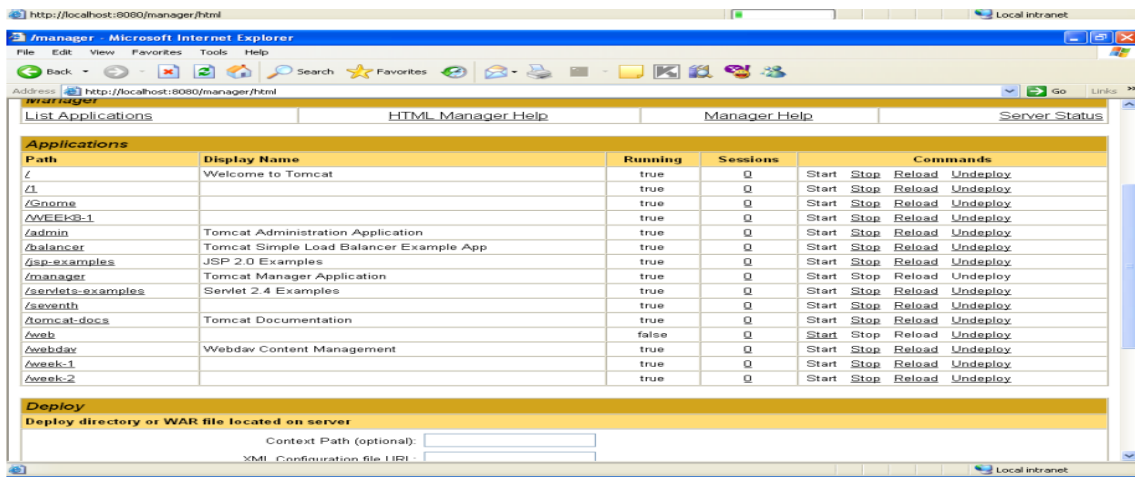 http://localhost:8080/manager/html Local intranet
/manager - Microsoft Internet Explorer
File Edit View Favorites Tools Help
Back Search Favorites
Address http://localhost:8080/manager/html Go Links »
Manager
List Applications HTML Manager Help Manager Help Server Status
Applications
Path Display Name Running Sessions Commands
/ Welcome to Tomcat true 0 Start Stop Reload Undeploy
/1 true 0 Start Stop Reload Undeploy
/Gnome true 0 Start Stop Reload Undeploy
/WEEK8-1 true 0 Start Stop Reload Undeploy
/admin Tomcat Administration Application true 0 Start Stop Reload Undeploy
/balancer Tomcat Simple Load Balancer Example App true 0 Start Stop Reload Undeploy
/jsp-examples JSP 2.0 Examples true 0 Start Stop Reload Undeploy
/manager Tomcat Manager Application true 0 Start Stop Reload Undeploy
/servlets-examples Servlet 2.4 Examples true 0 Start Stop Reload Undeploy
/seventh true 0 Start Stop Reload Undeploy
/tomcat-docs Tomcat Documentation true 0 Start Stop Reload Undeploy
/web false 0 Start Stop Reload Undeploy
/webdav Webdav Content Management true 0 Start Stop Reload Undeploy
/week-1 true 0 Start Stop Reload Undeploy
/week-2 true 0 Start Stop Reload Undeploy
Deploy
Deploy directory or WAR file located on server
Context Path (optional):
XML Configuration file URL:
Local intranet